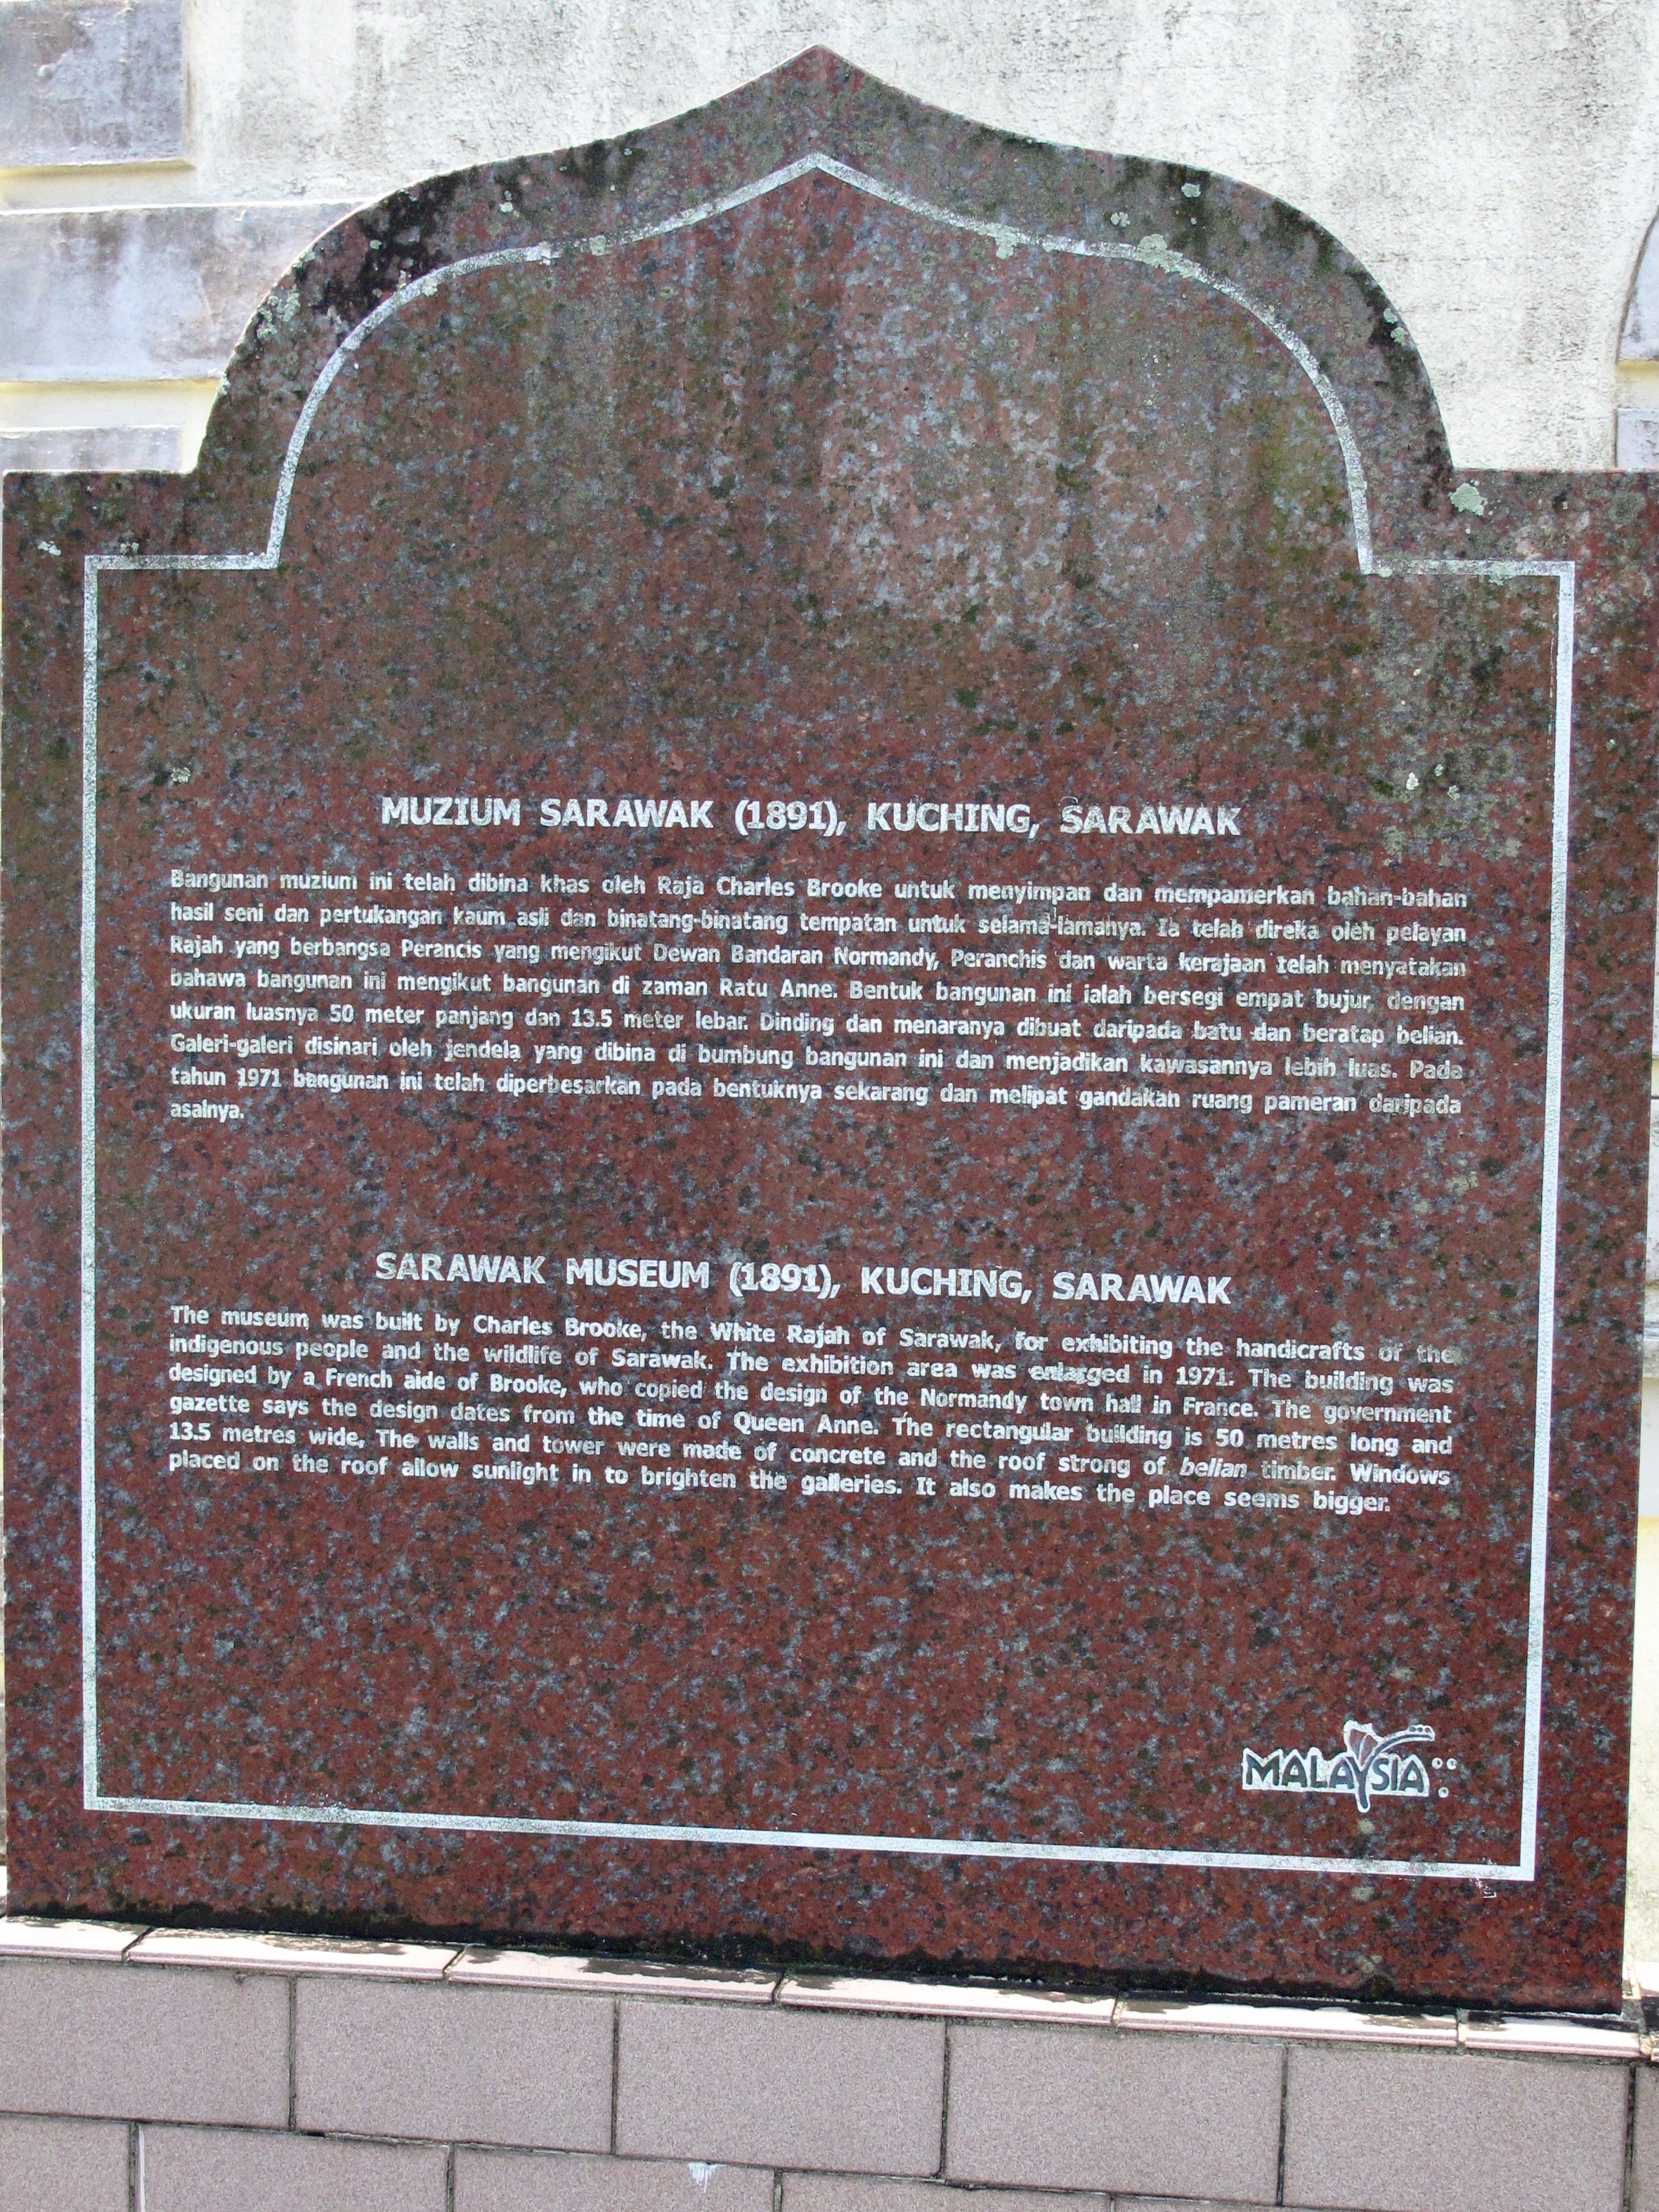 MUZIUM SARAWAK (1891), KUCHING, SARAWAK
Bangunan muzium ini telah dibina khas oleh Raja Charles Brooke untuk menyimpan dan mempamerkan bahan-bahan
hasil seni dan pertukangan kaum asli dan binatang-binatang tempatan untuk selama-lamanya. Ia telah direka oleh pelayan
Rajah yang berbangsa Perancis yang mengikut Dewan Bandaran Normandy, Peranchis dan warta kerajaan telah menyatakan
bahawa bangunan ini mengikut bangunan di zaman Ratu Anne. Bentuk bangunan ini ialah bersegi empat bujur, dengan
ukuran luasnya 50 meter panjang dan 13.5 meter lebar. Dinding dan menaranya dibuat daripada batu dan beratap belian.
Galeri-galeri disinari oleh jendela yang dibina di bumbung bangunan ini dan menjadikan kawasannya lebih luas. Pada
tahun 1971 bangunan ini telah diperbesarkan pada bentuknya sekarang dan melipat gandakan ruang pameran daripada
asalnya.
SARAWAK MUSEUM (1891), KUCHING, SARAWAK
The museum was built by Charles Brooke, the White Rajah of Sarawak, for exhibiting the handicrafts of the
indigenous people and the wildlife of Sarawak. The exhibition area was enlarged in 1971. The building was
designed by a French aide of Brooke, who copied the design of the Normandy town hall in France. The government
gazette says the design dates from the time of Queen Anne. The rectangular building is 50 metres long and
13.5 metres wide. The walls and tower were made of concrete and the roof strong of belian timber. Windows
placed on the roof allow sunlight in to brighten the galleries. It also makes the place seems bigger.
MALAYSIA